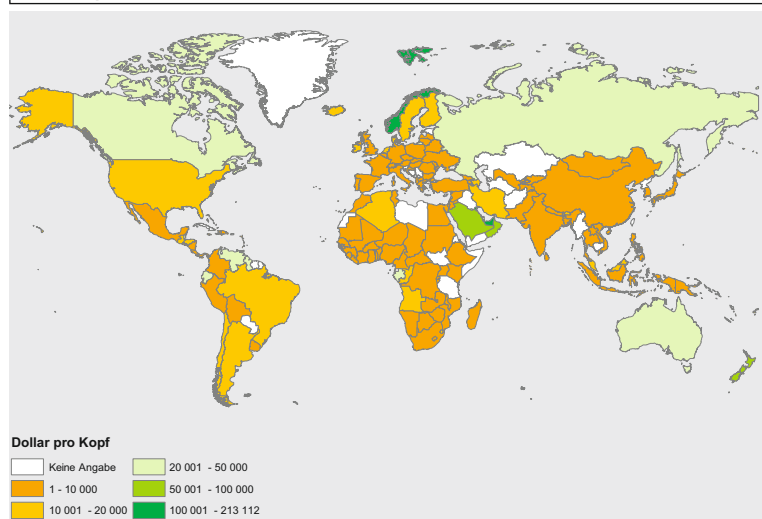 Dollar pro Kopf
Keine Angabe
1 - 10 000
10 001 - 20 000
20 001 - 50 000
50 001 - 100 000
100 001 - 213 112